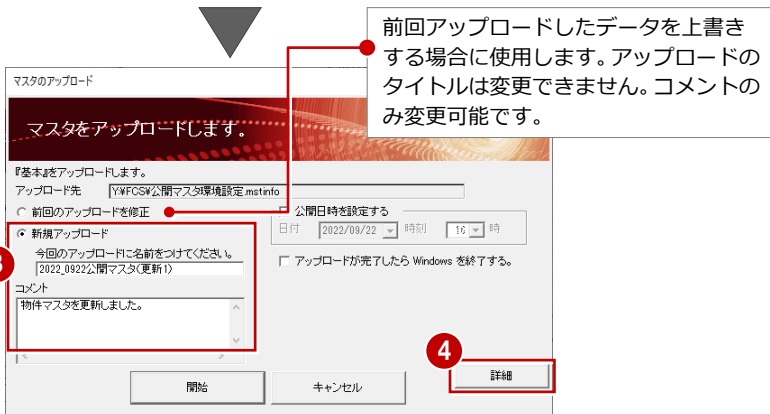 前回アップロードしたデータを上書き
する場合に使用します。アップロードの
タイトルは変更できません。コメントの
み変更可能です。
マスタのアップロード
マスタをアップロードします。
『基本』をアップロードします。
アップロード先 Y:¥FCS¥公開マスタ環境設定.mstinfo
前回のアップロードを修正
公開日時を設定する
日付 2022/09/22 時刻 16 時
新規アップロード
今回のアップロードに名前をつけてください。
2022_0922公開マスタ(更新1)
アップロードが完了したら Windows を終了する。
コメント
物件マスタを更新しました。
4
詳細
開始
キャンセル